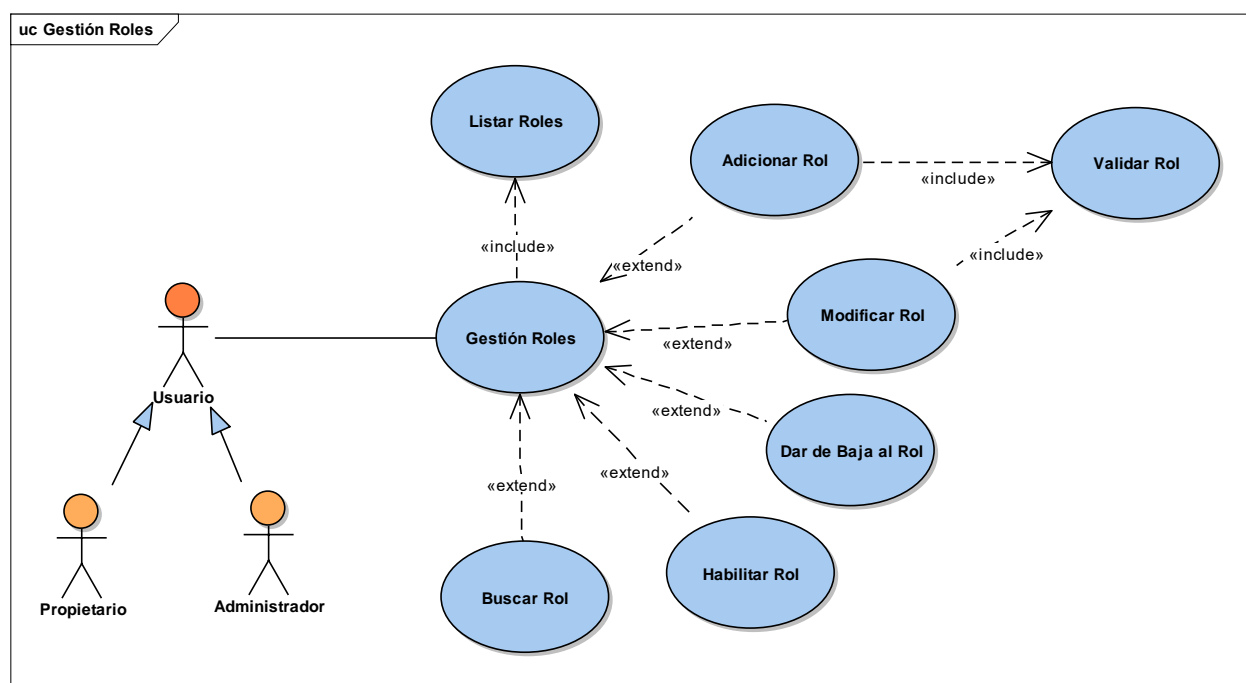 uc Gestión Roles
Listar Roles
Adicionar Rol
Validar Rol
«include»
«include»
«extend»
«include»
Gestión Roles
Modificar Rol
«extend»
Usuario
«extend»
Dar de Baja al Rol
«extend»
«extend»
Habilitar Rol
Buscar Rol
Propietario
Administrador